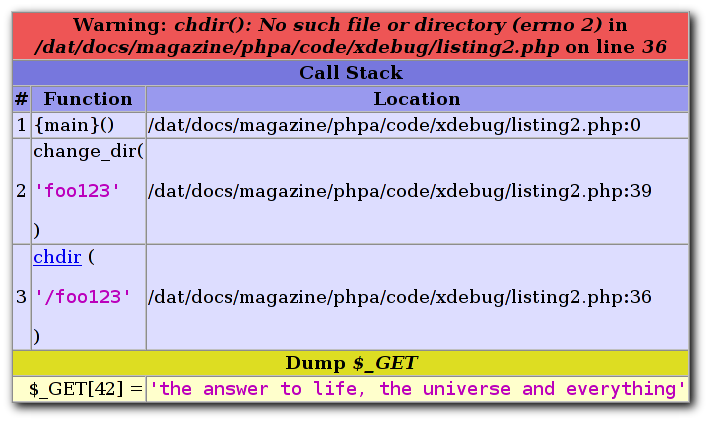 Warning: chdir(): No such file or directory (errno 2) in
/dat/docs/magazine/phpa/code/xdebug/listing2.php on line 36
Call Stack
# Function Location
1 {main}() /dat/docs/magazine/phpa/code/xdebug/listing2.php:0
change_dir(
2 'foo123' /dat/docs/magazine/phpa/code/xdebug/listing2.php:39
)
chdir (
3 '/foo123' /dat/docs/magazine/phpa/code/xdebug/listing2.php:36
)
Dump $_GET
$_GET[42] = 'the answer to life, the universe and everything'